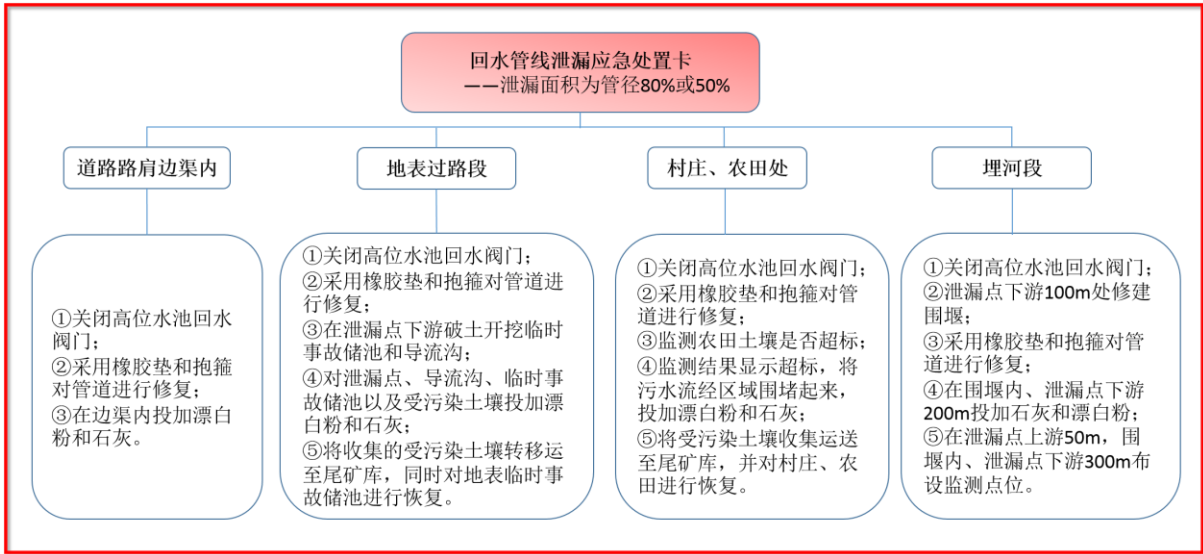 回水管线泄漏应急处置卡
——泄漏面积为管径80%或50%
道路路肩边渠内
①关闭高位水池回水
阀门；
②采用橡胶垫和抱箍
对管道进行修复；
③在边渠内投加漂白
粉和石灰。
地表过路段
①关闭高位水池回水阀门；
②采用橡胶垫和抱箍对管道进
行修复；
③在泄漏点下游破土开挖临时
事故储池和导流沟；
④对泄漏点、导流沟、临时事
故储池以及受污染土壤投加漂
白粉和石灰；
⑤将收集的受污染土壤转移运
至尾矿库，同时对地表临时事
故储池进行恢复。
村庄、农田处
①关闭高位水池回水阀门；
②采用橡胶垫和抱箍对管
道进行修复；
③监测农田土壤是否超标；
④监测结果显示超标，将
污水流经区域围堵起来，
投加漂白粉和石灰；
⑤将受污染土壤收集运送
至尾矿库，并对村庄、农
田进行恢复。
埋河段
①关闭高位水池回水阀门；
②泄漏点下游100m处修建
围堰；
③采用橡胶垫和抱箍对管
道进行修复；
④在围堰内、泄漏点下游
200m投加石灰和漂白粉；
⑤在泄漏点上游50m，围
堰内、泄漏点下游300m布
设监测点位。